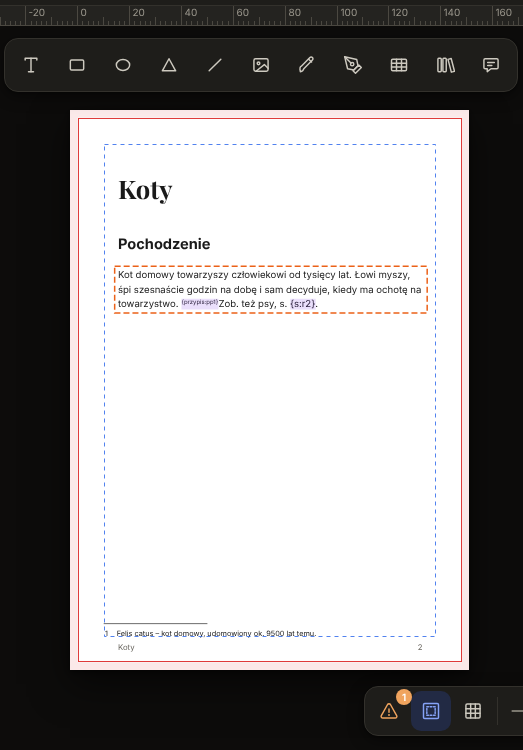 -20 0 20 40 60 80 100 120 140 160
Koty
Pochodzenie
Kot domowy towarzyszy człowiekowi od tysięcy lat. Łowi myszy,
śpi szesnaście godzin na dobę i sam decyduje, kiedy ma ochotę na
towarzystwo. {przypis:pp1}Zob. też psy, s. {s:r2}.
1 Felis catus – kot domowy, udomowiony ok. 9500 lat temu.
Koty 2
1